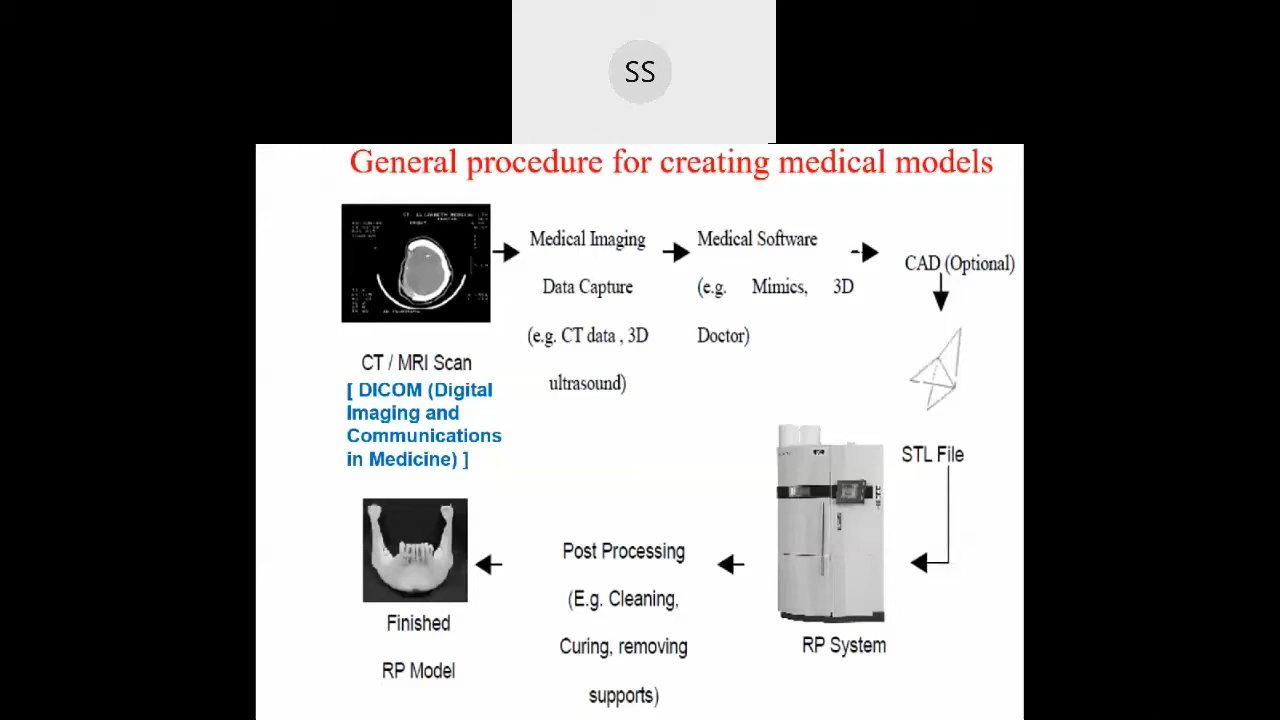 SS
General procedure for creating medical models
CT / MRI Scan
[ DICOM (Digital
Imaging and
Communications
in Medicine) ]
Medical Imaging
Data Capture
(e.g. CT data , 3D
ultrasound)
Medical Software
(e.g. Mimics, 3D
Doctor)
CAD (Optional)
STL File
RP System
Post Processing
(E.g. Cleaning,
Curing, removing
supports)
Finished
RP Model